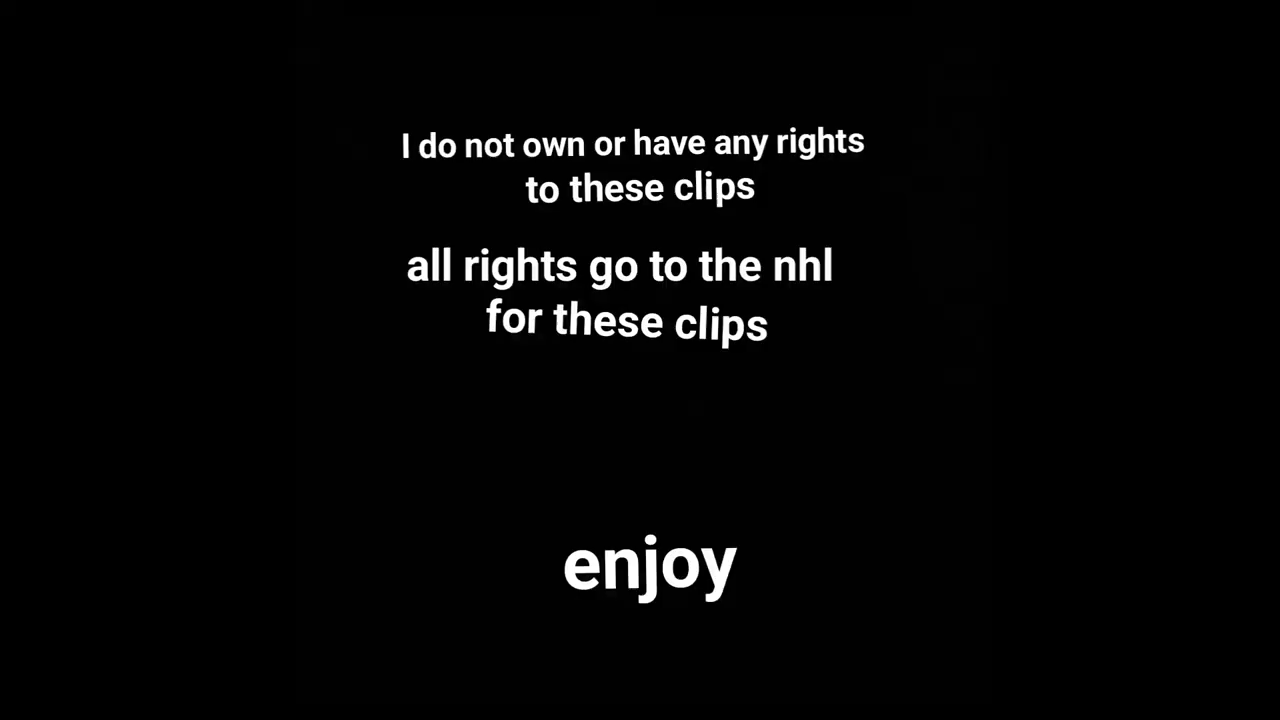 I do not own or have any rights
to these clips
all rights go to the nhl
for these clips
enjoy